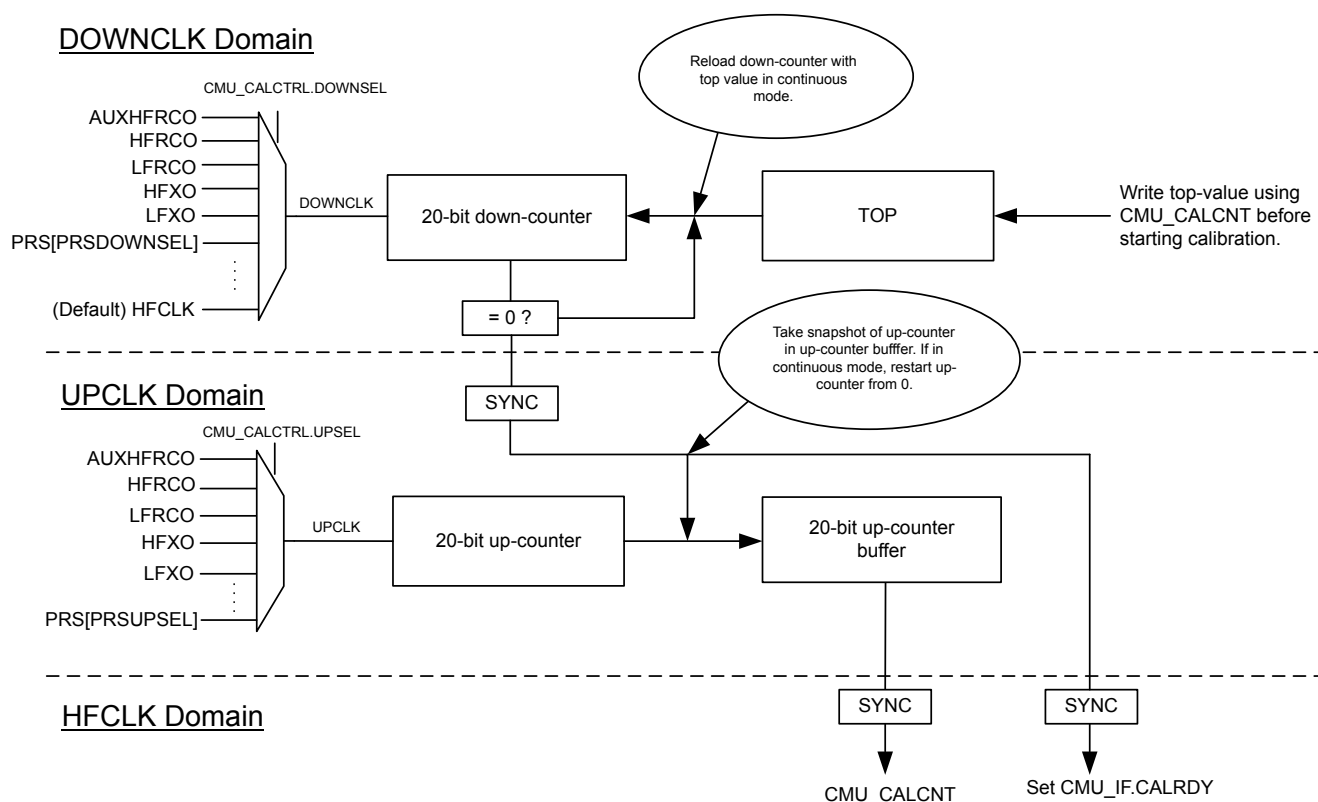 DOWNCLK Domain
Reload down-counter with
top value in continuous
mode.
CMU_CALCTRL.DOWNSEL
AUXHFRCO
HFRCO
LFRCO
HFXO
LFXO
PRS[PRSDOWNSEL]
(Default) HFCLK
DOWNCLK
20-bit down-counter
TOP
Write top-value using
CMU_CALCNT before
starting calibration.
= 0 ?
Take snapshot of up-counter
in up-counter bufffer. If in
continuous mode, restart up-
counter from 0.
SYNC
UPCLK Domain
CMU_CALCTRL.UPSEL
AUXHFRCO
HFRCO
LFRCO
HFXO
LFXO
PRS[PRSUPSEL]
UPCLK
20-bit up-counter
20-bit up-counter
buffer
HFCLK Domain
SYNC
SYNC
CMU_CALCNT
Set CMU_IF.CALRDY